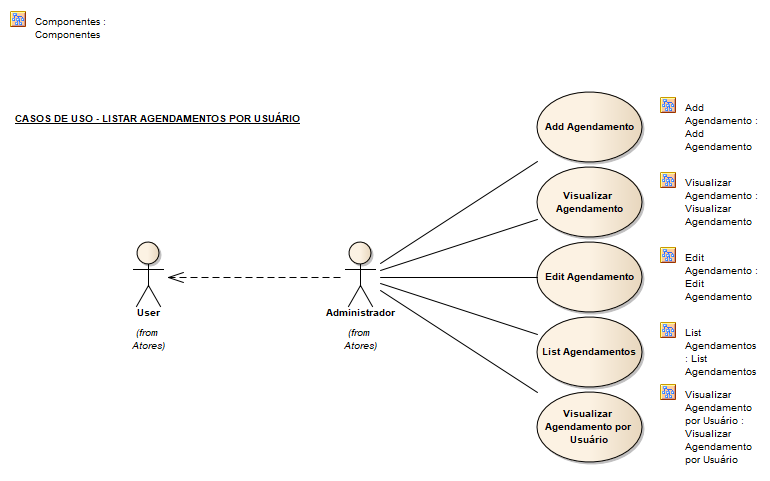 Componentes :
Componentes
CASOS DE USO - LISTAR AGENDAMENTOS POR USUÁRIO
Add Agendamento
Add
Agendamento :
Add
Agendamento
Visualizar
Agendamento
Visualizar
Agendamento :
Visualizar
Agendamento
User
(from
Atores)
Administrador
(from
Atores)
Edit Agendamento
Edit
Agendamento :
Edit
Agendamento
List Agendamentos
List
Agendamentos
: List
Agendamentos
Visualizar
Agendamento por
Usuário
Visualizar
Agendamento
por Usuário :
Visualizar
Agendamento
por Usuário